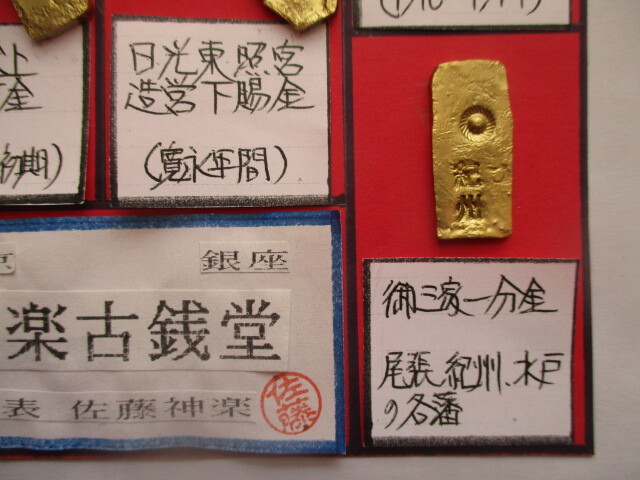 日光東照宮
造営下賜金
(寛永年間)
初期)
紀
州
御三家一分金
尾張、紀州、水戸
の各藩
銀座
楽古銭堂
表 佐藤神楽
佐藤